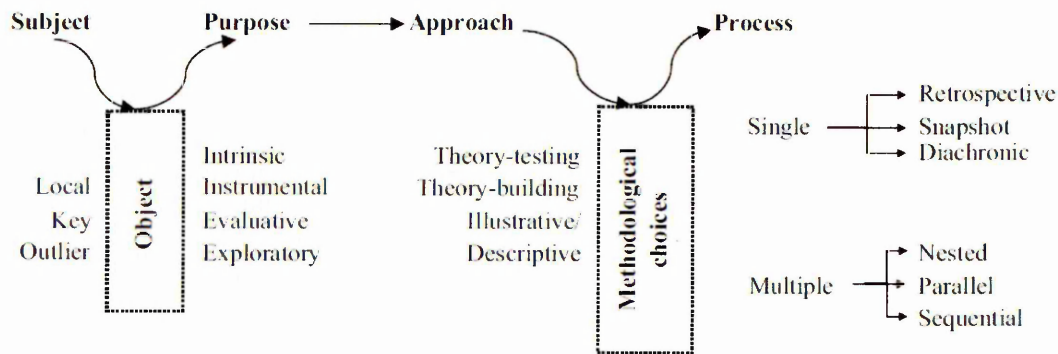 Subject
Purpose
Approach
Process
Local
Key
Outlier
Object
Intrinsic
Instrumental
Evaluative
Exploratory
Theory-testing
Theory-building
Illustrative/
Descriptive
Methodological
choices
Single
Retrospective
Snapshot
Diachronic
Multiple
Nested
Parallel
Sequential